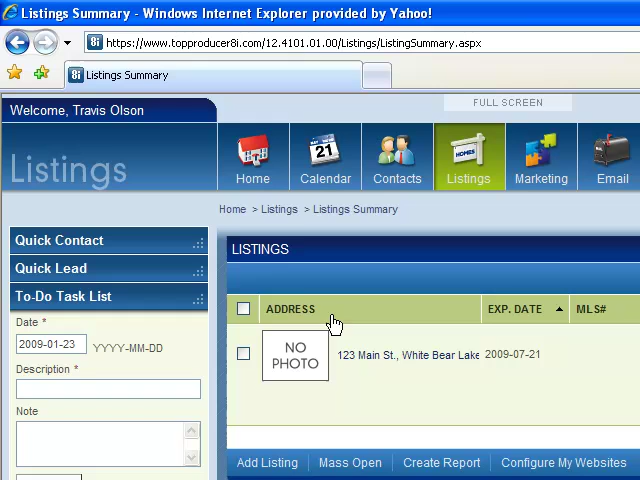 Listings Summary - Windows Internet Explorer provided by Yahoo!
8i https://www.topproducer8i.com/12.4101.01.00/Listings/ListingSummary.aspx
8i Listings Summary
Welcome, Travis Olson
FULL SCREEN
Listings
Home
21
Calendar
Contacts
HOMES
Listings
Marketing
Email
Home > Listings > Listings Summary
Quick Contact
Quick Lead
To-Do Task List
Date *
2009-01-23 YYYY-MM-DD
Description *
Note
LISTINGS
ADDRESS EXP. DATE MLS#
NO
PHOTO
123 Main St., White Bear Lake 2009-07-21
Add Listing Mass Open Create Report Configure My Websites